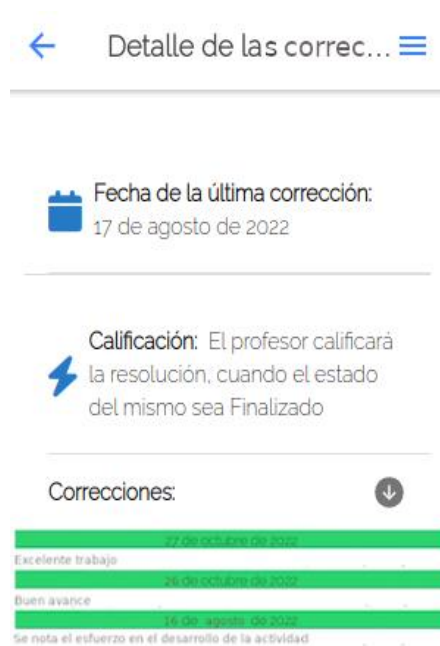 Detalle de las correc...
Fecha de la última corrección:
17 de agosto de 2022
Calificación: El profesor calificará
la resolución, cuando el estado
del mismo sea Finalizado
Correcciones:
27 de octubre de 2022
Excelente trabajo
26 de octubre de 2022
Buen avance
16 de agosto de 2022
Se nota el esfuerzo en el desarrollo de la actividad